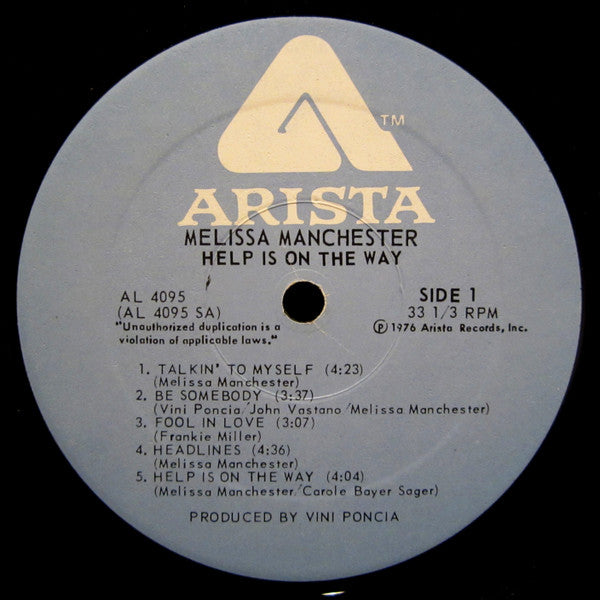 TM
ARISTA
MELISSA MANCHESTER
HELP IS ON THE WAY
AL 4095
(AL 4095 SA)
"Unauthorized duplication is a
violation of applicable laws."
SIDE 1
33 1/3 RPM
Ⓟ 1976 Arista Records, Inc.
1. TALKIN' TO MYSELF (4:23)
(Melissa Manchester)
2. BE SOMEBODY (3:37)
(Vini Poncia/John Vastano/Melissa Manchester)
3. FOOL IN LOVE (3:07)
(Frankie Miller)
4. HEADLINES (4:36)
(Melissa Manchester)
5. HELP IS ON THE WAY (4:04)
(Melissa Manchester/Carole Bayer Sager)
PRODUCED BY VINI PONCIA